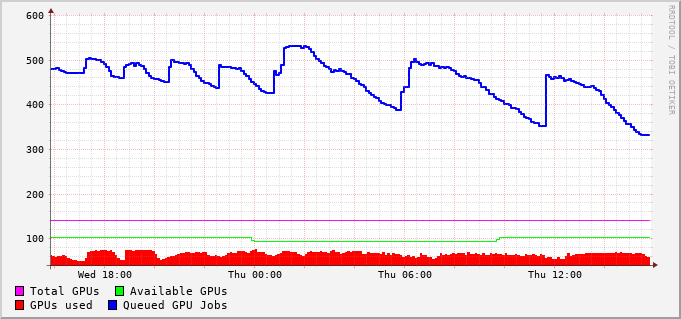 600
500
400
300
200
100
Wed 18:00 Thu 00:00 Thu 06:00 Thu 12:00
Total GPUs Available GPUs
GPUs used Queued GPU Jobs
RRDTOOL / TOBI OETIKER